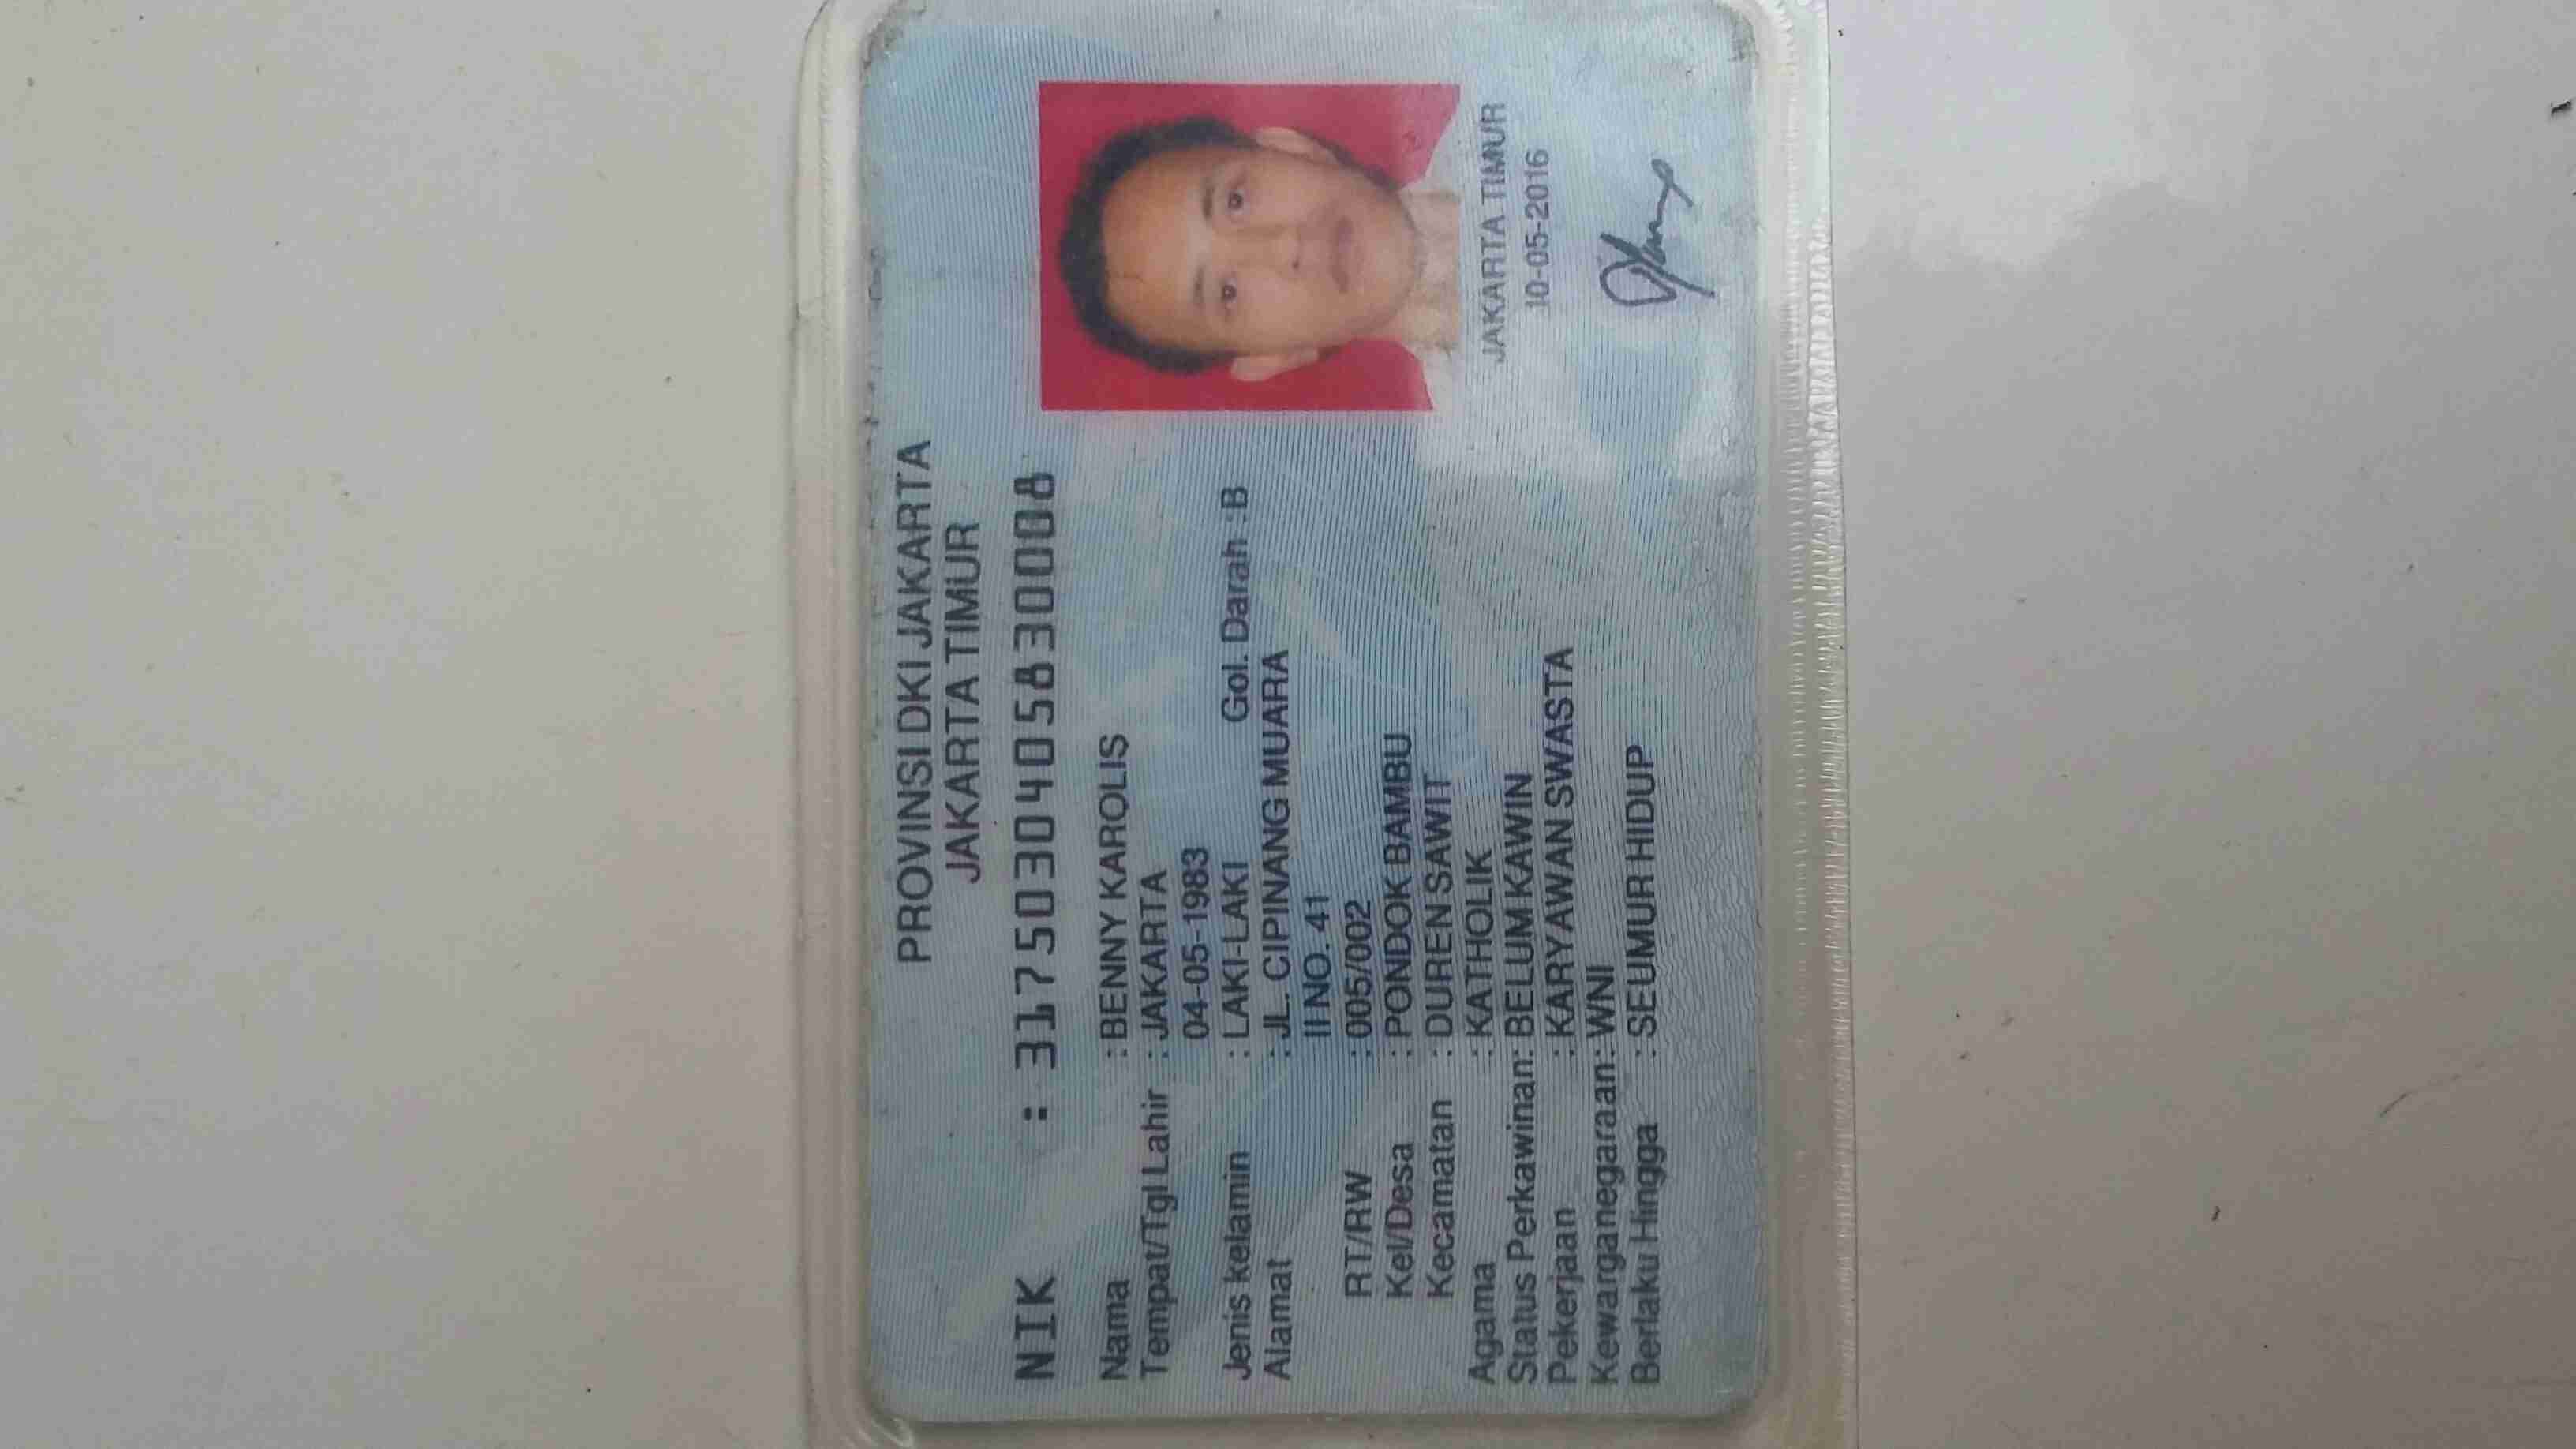 PROVINSI DKI JAKARTA
JAKARTA TIMUR
NIK : 3175030405830008
Nama : BENNY KAROLIS
Tempat/Tgl Lahir : JAKARTA
04-05-1983
Jenis kelamin : LAKI-LAKI Gol. Darah : B
Alamat : JL. CIPINANG MUARA
II NO. 41
RT/RW : 005/002
Kel/Desa : PONDOK BAMBU
Kecamatan : DUREN SAWIT
Agama : KATHOLIK
Status Perkawinan: BELUM KAWIN
Pekerjaan : KARYAWAN SWASTA
Kewarganegaraan: WNI
Berlaku Hingga : SEUMUR HIDUP
JAKARTA TIMUR
10-05-2016